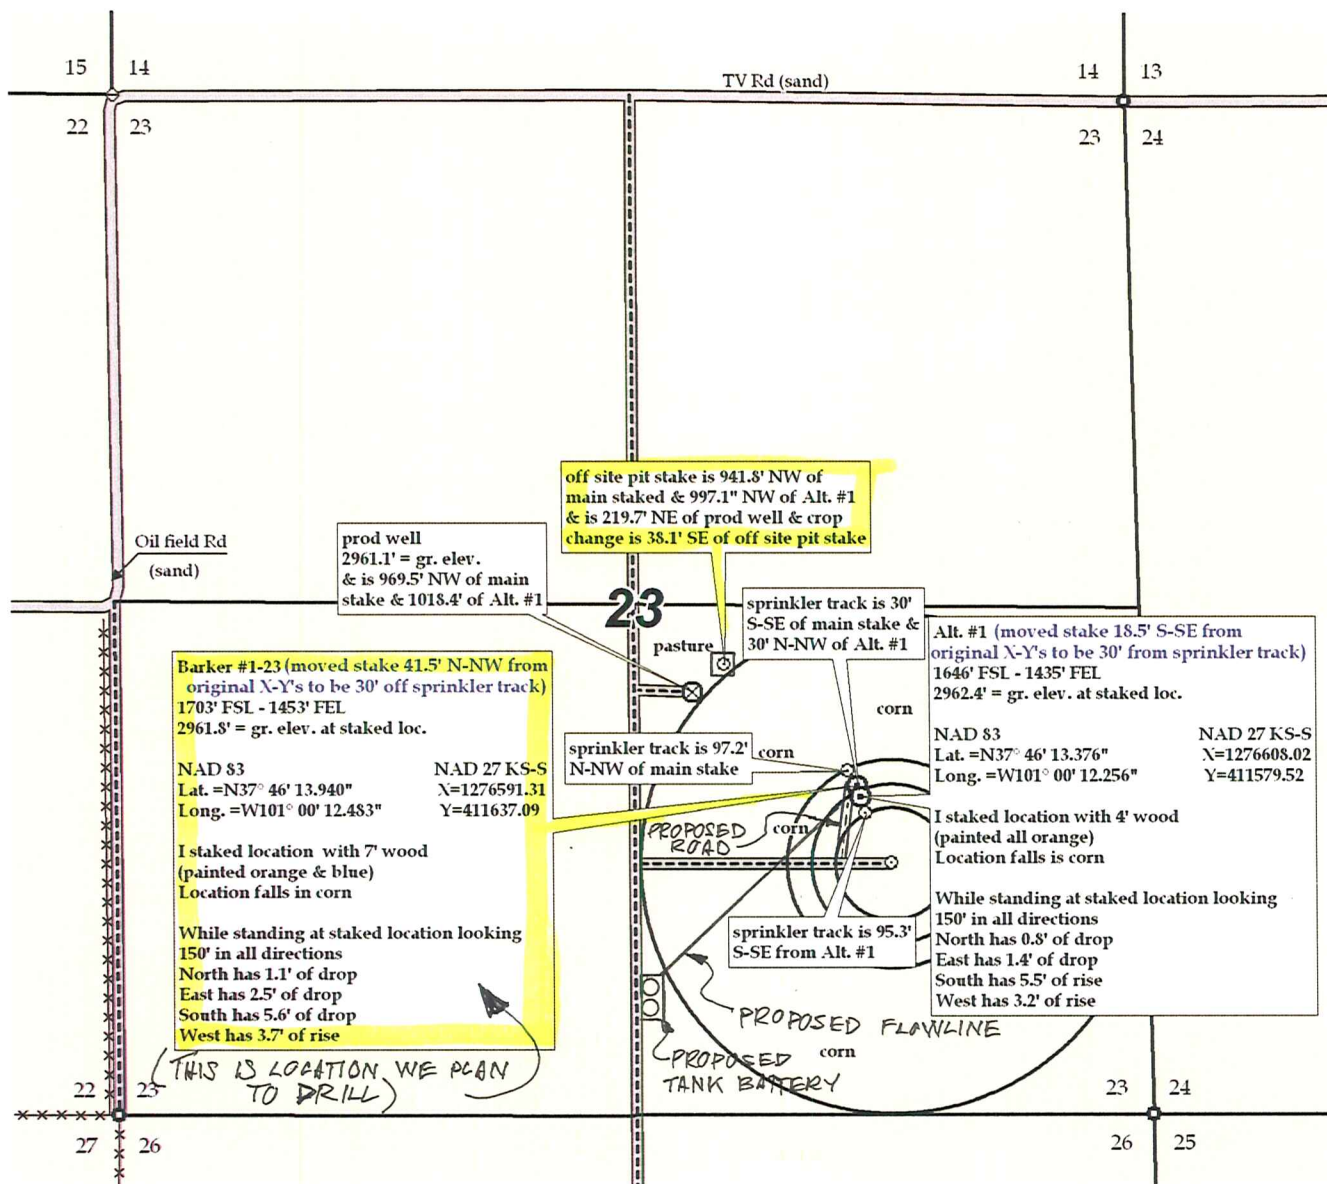 15 14
14 13
TV Rd (sand)
22 23
23 24
off site pit stake is 941.8' NW of
main staked & 997.1" NW of Alt. #1
& is 219.7' NE of prod well & crop
change is 38.1' SE of off site pit stake
Oil field Rd
(sand)
prod well
2961.1' = gr. elev.
& is 969.5' NW of main
stake & 1018.4' of Alt. #1
23
sprinkler track is 30'
S-SE of main stake &
30' N-NW of Alt. #1
pasture
Barker #1-23 (moved stake 41.5' N-NW from
original X-Y's to be 30' off sprinkler track)
1703' FSL - 1453' FEL
2961.8' = gr. elev. at staked loc.
NAD 83 NAD 27 KS-S
Lat. =N37° 46' 13.940" X=1276591.31
Long. =W101° 00' 12.483" Y=411637.09
I staked location with 7' wood
(painted orange & blue)
Location falls in corn
While standing at staked location looking
150' in all directions
North has 1.1' of drop
East has 2.5' of drop
South has 5.6' of drop
West has 3.7' of rise
Alt. #1 (moved stake 18.5' S-SE from
original X-Y's to be 30' from sprinkler track)
1646' FSL - 1435' FEL
2962.4' = gr. elev. at staked loc.
NAD 83 NAD 27 KS-S
Lat. =N37° 46' 13.376" X=1276608.02
Long. =W101° 00' 12.256" Y=411579.52
I staked location with 4' wood
(painted all orange)
Location falls is corn
While standing at staked location looking
150' in all directions
North has 0.8' of drop
East has 1.4' of drop
South has 5.5' of rise
West has 3.2' of rise
corn
sprinkler track is 97.2'
N-NW of main stake
corn
PROPOSED
ROAD
corn
sprinkler track is 95.3'
S-SE from Alt. #1
PROPOSED FLOWLINE
PROPOSED
TANK BATTERY
corn
(THIS IS LOCATION WE PLAN
TO DRILL)
22 23
23 24
27 26
26 25